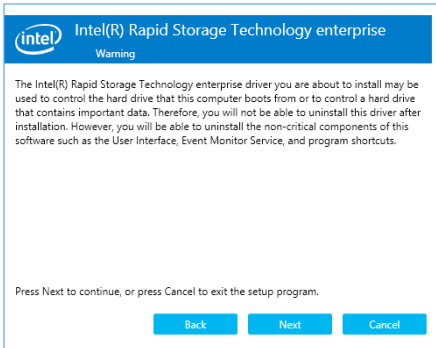 intel
Intel(R) Rapid Storage Technology enterprise
Warning
The Intel(R) Rapid Storage Technology enterprise driver you are about to install may be
used to control the hard drive that this computer boots from or to control a hard drive
that contains important data. Therefore, you will not be able to uninstall this driver after
installation. However, you will be able to uninstall the non-critical components of this
software such as the User Interface, Event Monitor Service, and program shortcuts.
Press Next to continue, or press Cancel to exit the setup program.
Back Next Cancel